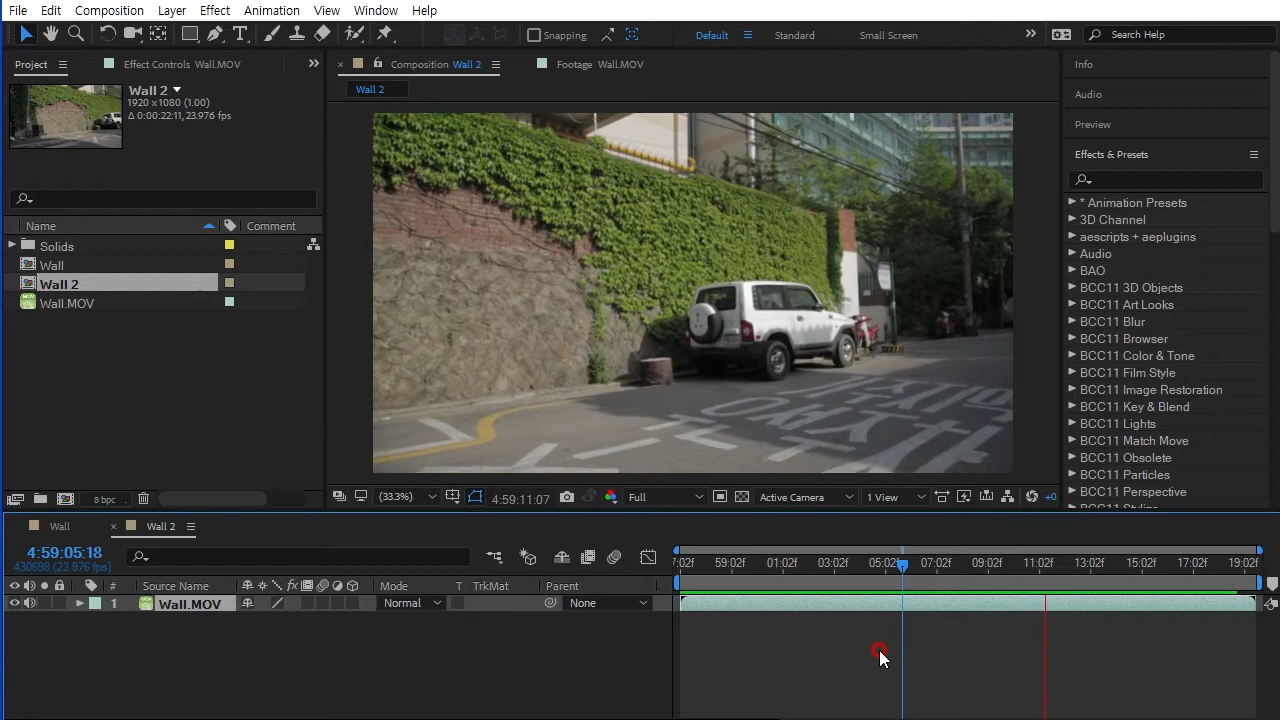 File Edit Composition Layer Effect Animation View Window Help
Snapping Default Standard Small Screen Search Help
Project Effect Controls Wall.MOV Composition Wall 2 Footage Wall.MOV Info
Wall 2
Wall 2
1920 x 1080 (1.00)
Δ 0:00:22:11, 23.976 fps
Audio
Preview
Effects & Presets
Name Comment
Solids
Wall
Wall 2
Wall.MOV
* Animation Presets
3D Channel
aescripts + aeplugins
Audio
BAO
BCC11 3D Objects
BCC11 Art Looks
BCC11 Blur
BCC11 Browser
BCC11 Color & Tone
BCC11 Film Style
BCC11 Image Restoration
BCC11 Key & Blend
BCC11 Lights
BCC11 Match Move
BCC11 Obsolete
BCC11 Particles
BCC11 Perspective
8 bpc (33.3%) 4:59:11:07 Full Active Camera 1 View +0.
Wall Wall 2
4:59:05:18
430698 (23.976 fps)
7:02f 59:02f 01:02f 03:02f 05:02f 07:02f 09:02f 11:02f 13:02f 15:02f 17:02f 19:02f
# Source Name Mode T TrkMat Parent
1 Wall.MOV Normal None